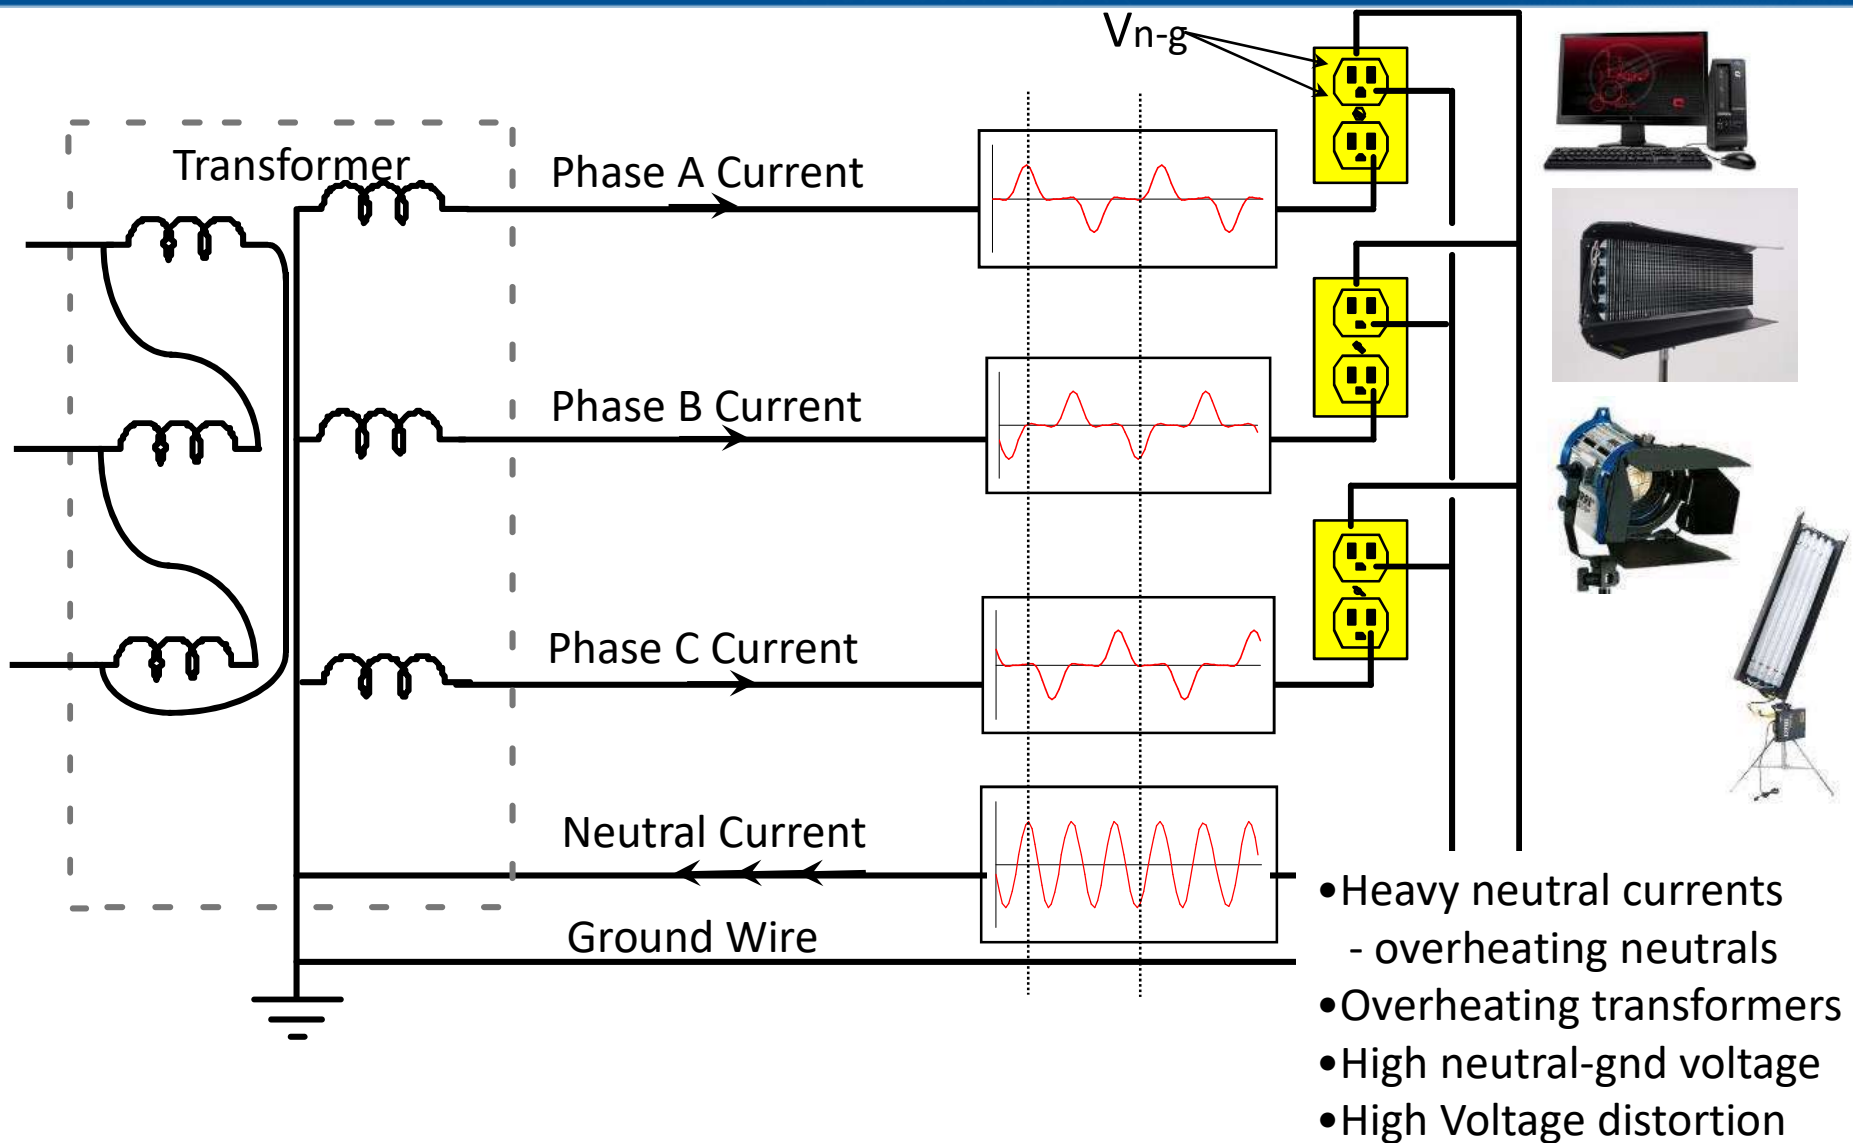 Vn-g
Transformer
Phase A Current
Phase B Current
Phase C Current
Neutral Current
Ground Wire
•Heavy neutral currents
- overheating neutrals
•Overheating transformers
•High neutral-gnd voltage
•High Voltage distortion